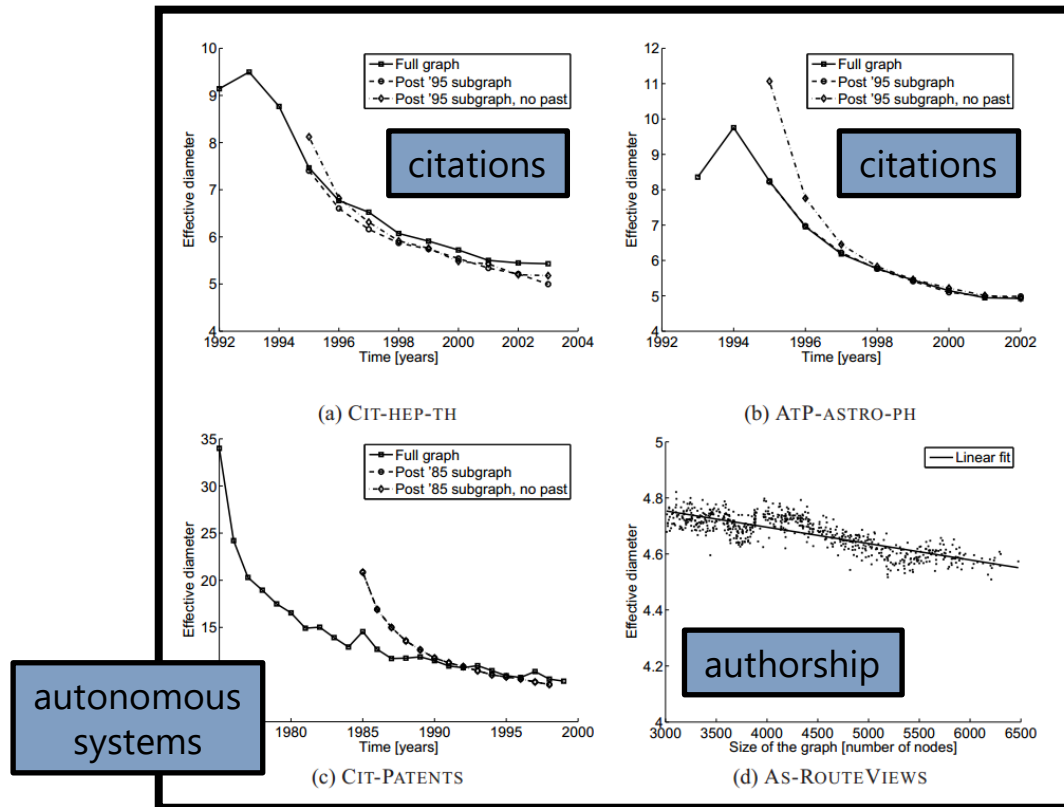 10
9
8
7
6
5
4
Effective diameter
Full graph
Post '95 subgraph
Post '95 subgraph, no past
citations
1992 1994 1996 1998 2000 2002 2004
Time [years]
(a) CIT-HEP-TH
12
11
10
9
8
7
6
5
4
Effective diameter
Full graph
Post '95 subgraph
Post '95 subgraph, no past
citations
1992 1994 1996 1998 2000 2002
Time [years]
(b) ATP-ASTRO-PH
35
30
25
20
15
Effective diameter
Full graph
Post '85 subgraph
Post '85 subgraph, no past
autonomous
systems
1980 1985 1990 1995 2000
Time [years]
(c) CIT-PATENTS
5
4.8
4.6
4.4
4.2
4
Effective diameter
Linear fit
authorship
3000 3500 4000 4500 5000 5500 6000 6500
Size of the graph [number of nodes]
(d) AS-ROUTEVIEWS